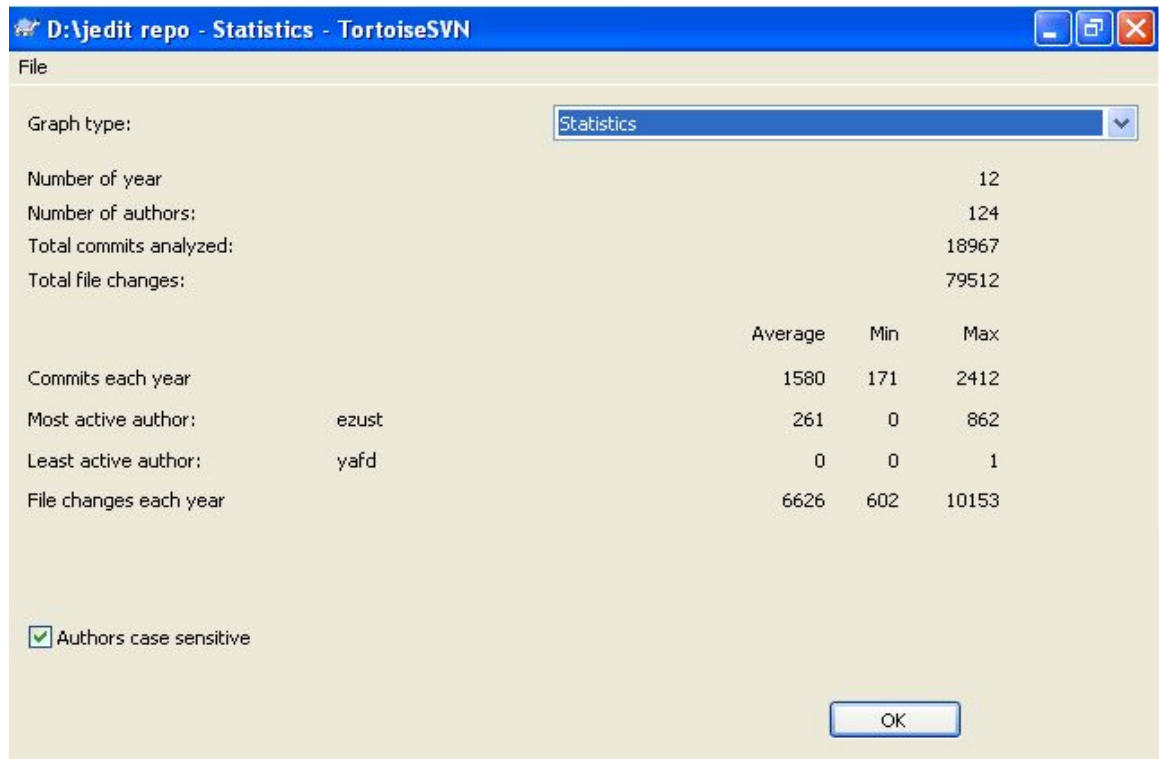 D:\jedit repo - Statistics - TortoiseSVN
File
Graph type: Statistics
Number of year 12
Number of authors: 124
Total commits analyzed: 18967
Total file changes: 79512
Average Min Max
Commits each year 1580 171 2412
Most active author: ezust 261 0 862
Least active author: yafd 0 0 1
File changes each year 6626 602 10153
Authors case sensitive
OK